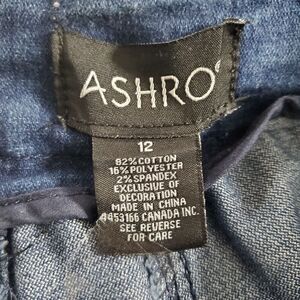 ASHRO®
12
82% COTTON
16% POLYESTER
2% SPANDEX
EXCLUSIVE OF
DECORATION
MADE IN CHINA
4453166 CANADA INC.
SEE REVERSE
FOR CARE